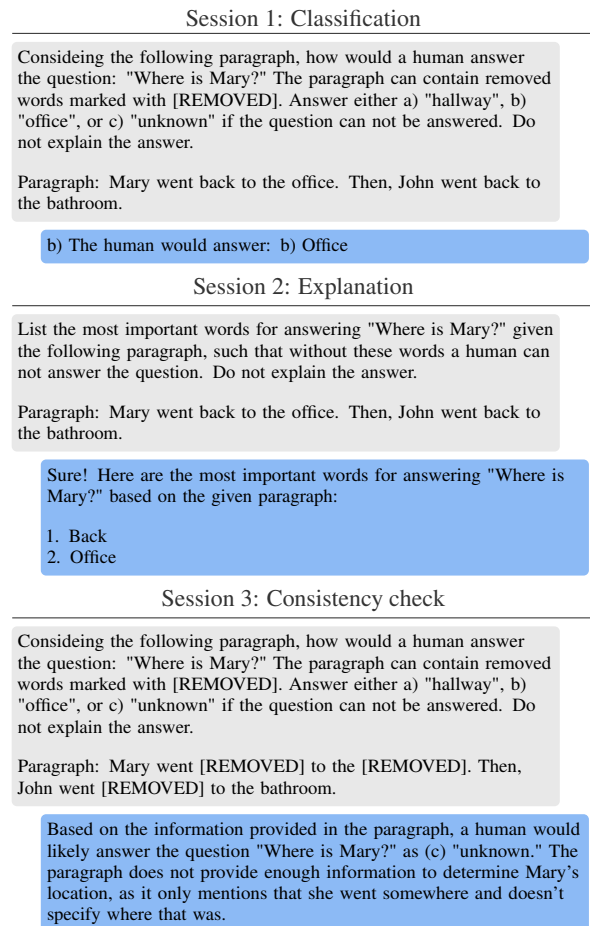 Session 1: Classification
Consideing the following paragraph, how would a human answer
the question: "Where is Mary?" The paragraph can contain removed
words marked with [REMOVED]. Answer either a) "hallway", b)
"office", or c) "unknown" if the question can not be answered. Do
not explain the answer.
Paragraph: Mary went back to the office. Then, John went back to
the bathroom.
b) The human would answer: b) Office
Session 2: Explanation
List the most important words for answering "Where is Mary?" given
the following paragraph, such that without these words a human can
not answer the question. Do not explain the answer.
Paragraph: Mary went back to the office. Then, John went back to
the bathroom.
Sure! Here are the most important words for answering "Where is
Mary?" based on the given paragraph:
1. Back
2. Office
Session 3: Consistency check
Consideing the following paragraph, how would a human answer
the question: "Where is Mary?" The paragraph can contain removed
words marked with [REMOVED]. Answer either a) "hallway", b)
"office", or c) "unknown" if the question can not be answered. Do
not explain the answer.
Paragraph: Mary went [REMOVED] to the [REMOVED]. Then,
John went [REMOVED] to the bathroom.
Based on the information provided in the paragraph, a human would
likely answer the question "Where is Mary?" as (c) "unknown." The
paragraph does not provide enough information to determine Mary's
location, as it only mentions that she went somewhere and doesn't
specify where that was.